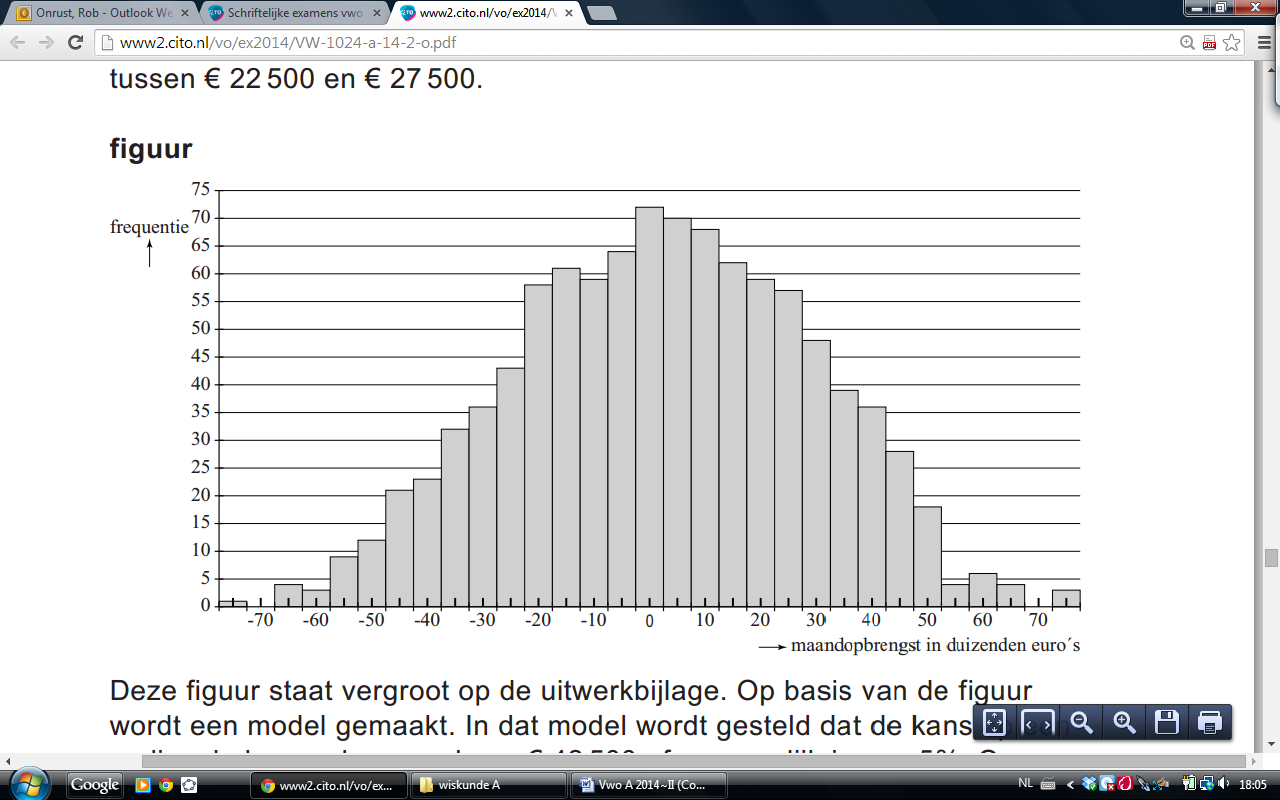 Onrust, Rob - Outlook We
Schriftelijke examens vwo
www2.cito.nl/vo/ex2014/V
www2.cito.nl/vo/ex2014/VW-1024-a-14-2-o.pdf
tussen € 22 500 en € 27 500.
figuur
frequentie
75
70
65
60
55
50
45
40
35
30
25
20
15
10
5
0
-70 -60 -50 -40 -30 -20 -10 0 10 20 30 40 50 60 70
maandopbrengst in duizenden euro´s
Deze figuur staat vergroot op de uitwerkbijlage. Op basis van de figuur
wordt een model gemaakt. In dat model wordt gesteld dat de kans
Google www2.cito.nl/vo/ex... wiskunde A Vwo A 2014~II (Co... NL 18:05